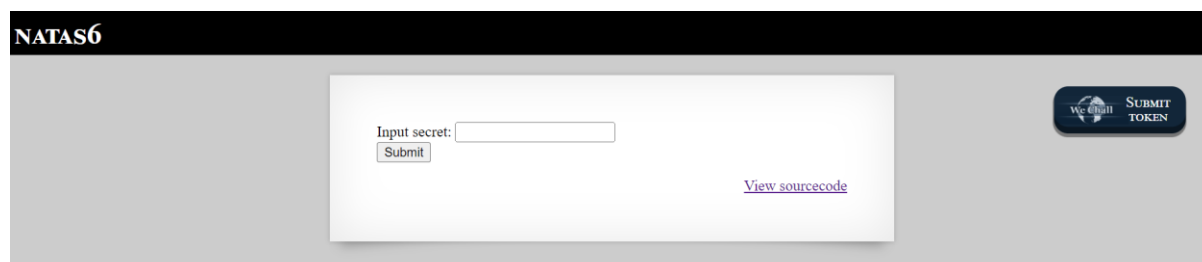 NATAS6
Input secret:
Submit
View sourcecode
We Chall
SUBMIT
TOKEN